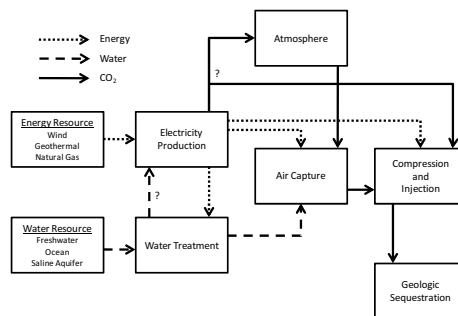 Energy
Water
CO2
Atmosphere
?
Energy Resource
Wind
Geothermal
Natural Gas
Electricity
Production
Air Capture
Compression
and
Injection
?
Water Resource
Freshwater
Ocean
Saline Aquifer
Water Treatment
Geologic
Sequestration